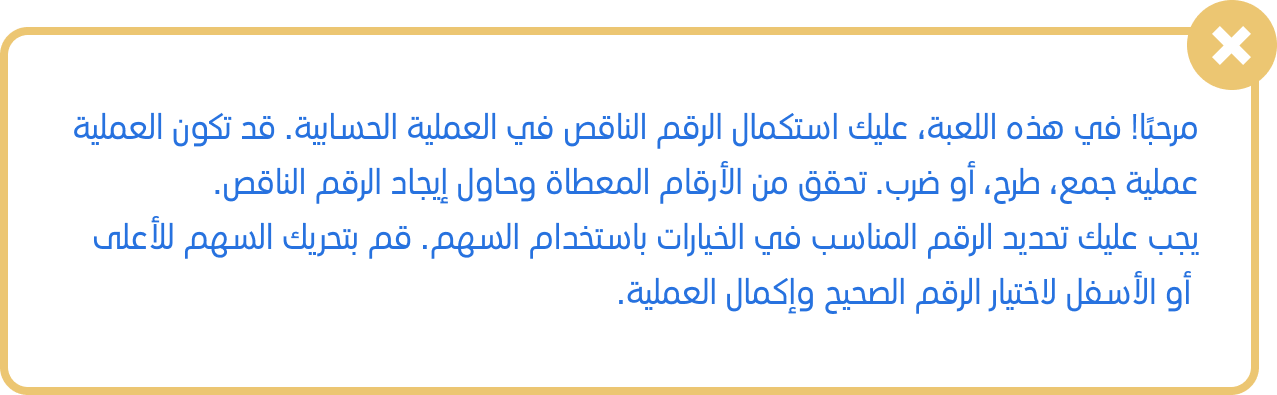 مرحبًا! في هذه اللعبة، عليك استكمال الرقم الناقص في العملية الحسابية. قد تكون العملية
عملية جمع، طرح، أو ضرب. تحقق من الأرقام المعطاة وحاول إيجاد الرقم الناقص.
يجب عليك تحديد الرقم المناسب في الخيارات باستخدام السهم. قم بتحريك السهم للأعلى
أو الأسفل لاختيار الرقم الصحيح وإكمال العملية.